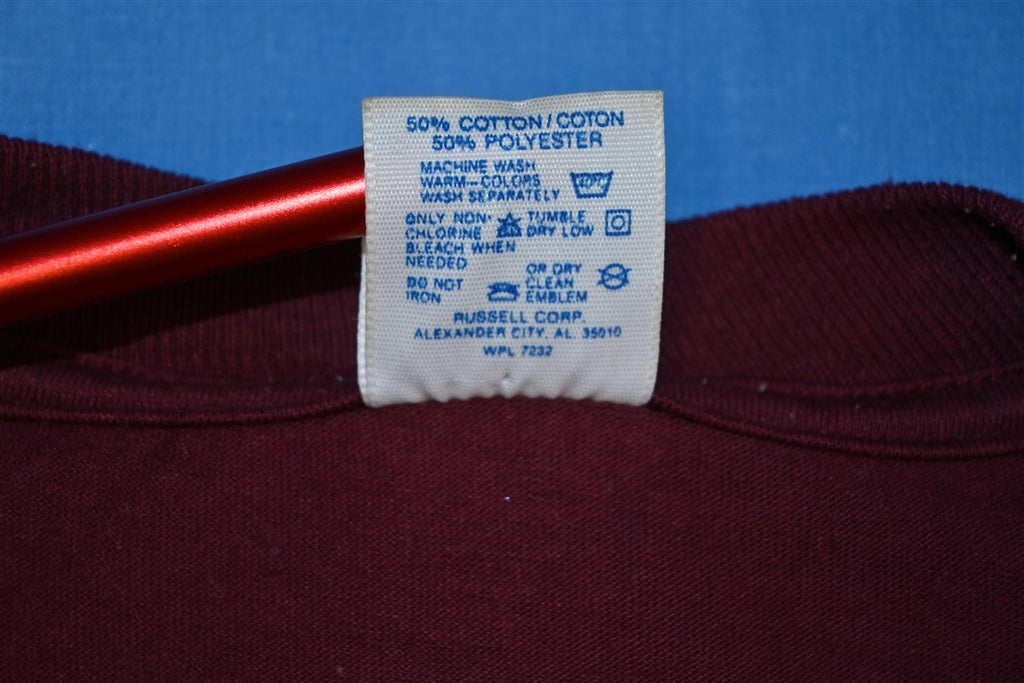 50% COTTON / COTON
50% POLYESTER
MACHINE WASH
WARM-COLORS
WASH SEPARATELY
ONLY NON-
CHLORINE
BLEACH WHEN
NEEDED
TUMBLE
DRY LOW
DO NOT
IRON
OR DRY
CLEAN
EMBLEM
RUSSELL CORP.
ALEXANDER CITY, AL. 35010
WPL 7232